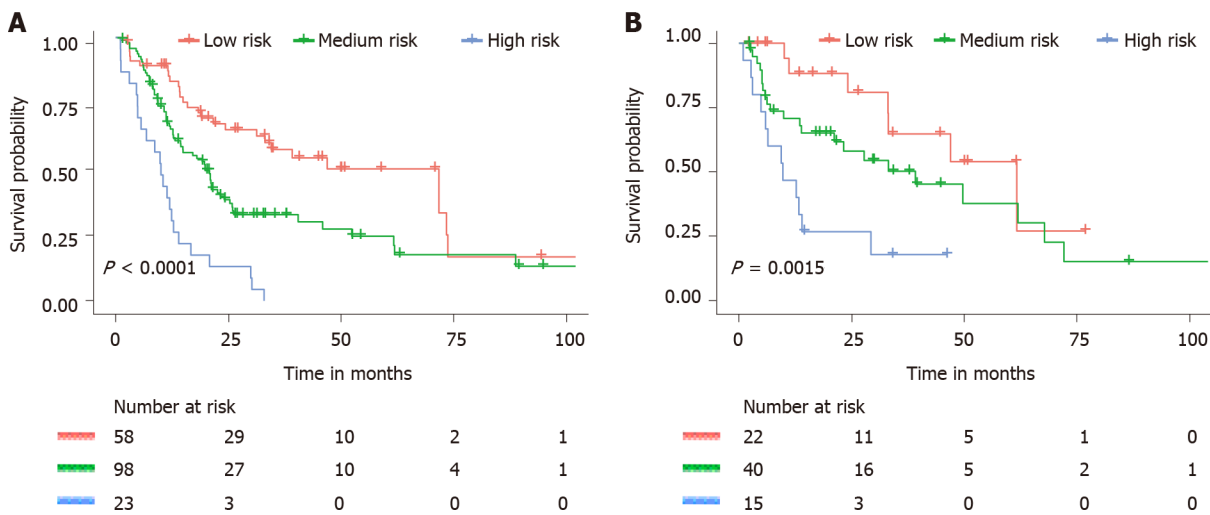 A
Low risk Medium risk High risk
1.00
0.75
0.50
0.25
0.00
Survival probability
P < 0.0001
0 25 50 75 100
Time in months
Number at risk
58 29 10 2 1
98 27 10 4 1
23 3 0 0 0
B
Low risk Medium risk High risk
1.00
0.75
0.50
0.25
0.00
Survival probability
P = 0.0015
0 25 50 75 100
Time in months
Number at risk
22 11 5 1 0
40 16 5 2 1
15 3 0 0 0